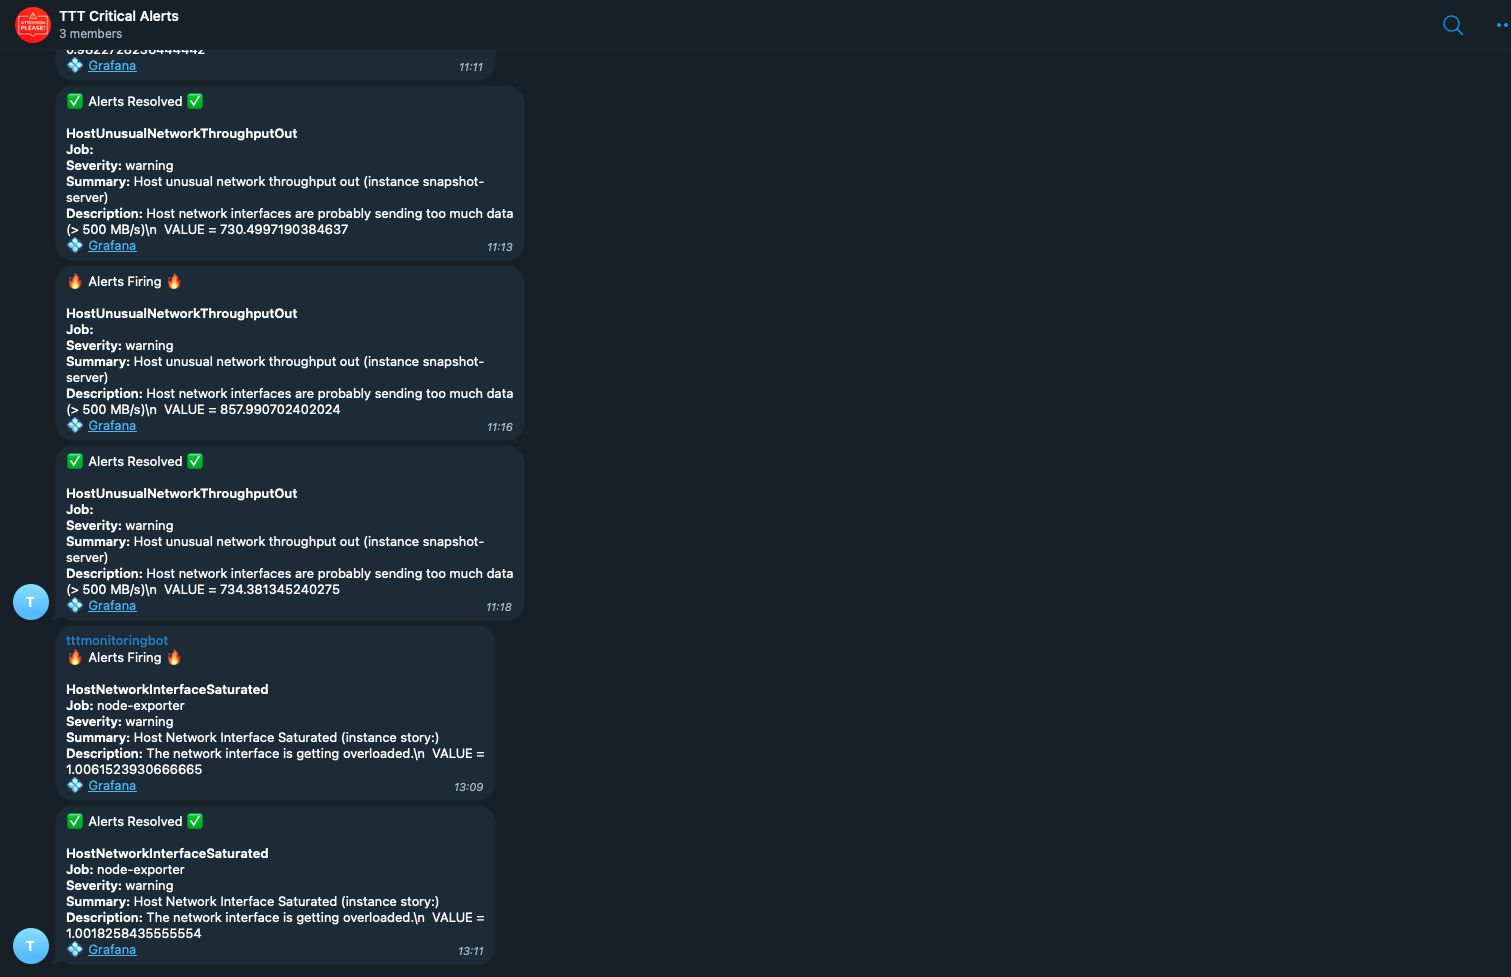 TTT Critical Alerts
3 members
0.9822728236444442
Grafana
11:11
✅ Alerts Resolved ✅
HostUnusualNetworkThroughputOut
Job:
Severity: warning
Summary: Host unusual network throughput out (instance snapshot-
server)
Description: Host network interfaces are probably sending too much data
(> 500 MB/s)\n  VALUE = 730.4997190384637
Grafana
11:13
🔥 Alerts Firing 🔥
HostUnusualNetworkThroughputOut
Job:
Severity: warning
Summary: Host unusual network throughput out (instance snapshot-
server)
Description: Host network interfaces are probably sending too much data
(> 500 MB/s)\n  VALUE = 857.990702402024
Grafana
11:16
✅ Alerts Resolved ✅
HostUnusualNetworkThroughputOut
Job:
Severity: warning
Summary: Host unusual network throughput out (instance snapshot-
server)
Description: Host network interfaces are probably sending too much data
(> 500 MB/s)\n  VALUE = 734.381345240275
Grafana
11:18
T
tttmonitoringbot
🔥 Alerts Firing 🔥
HostNetworkInterfaceSaturated
Job: node-exporter
Severity: warning
Summary: Host Network Interface Saturated (instance story:)
Description: The network interface is getting overloaded.\n  VALUE =
1.0061523930666665
Grafana
13:09
✅ Alerts Resolved ✅
HostNetworkInterfaceSaturated
Job: node-exporter
Severity: warning
Summary: Host Network Interface Saturated (instance story:)
Description: The network interface is getting overloaded.\n  VALUE =
1.0018258435555554
Grafana
13:11
T
ATTENTION
PLEASE!